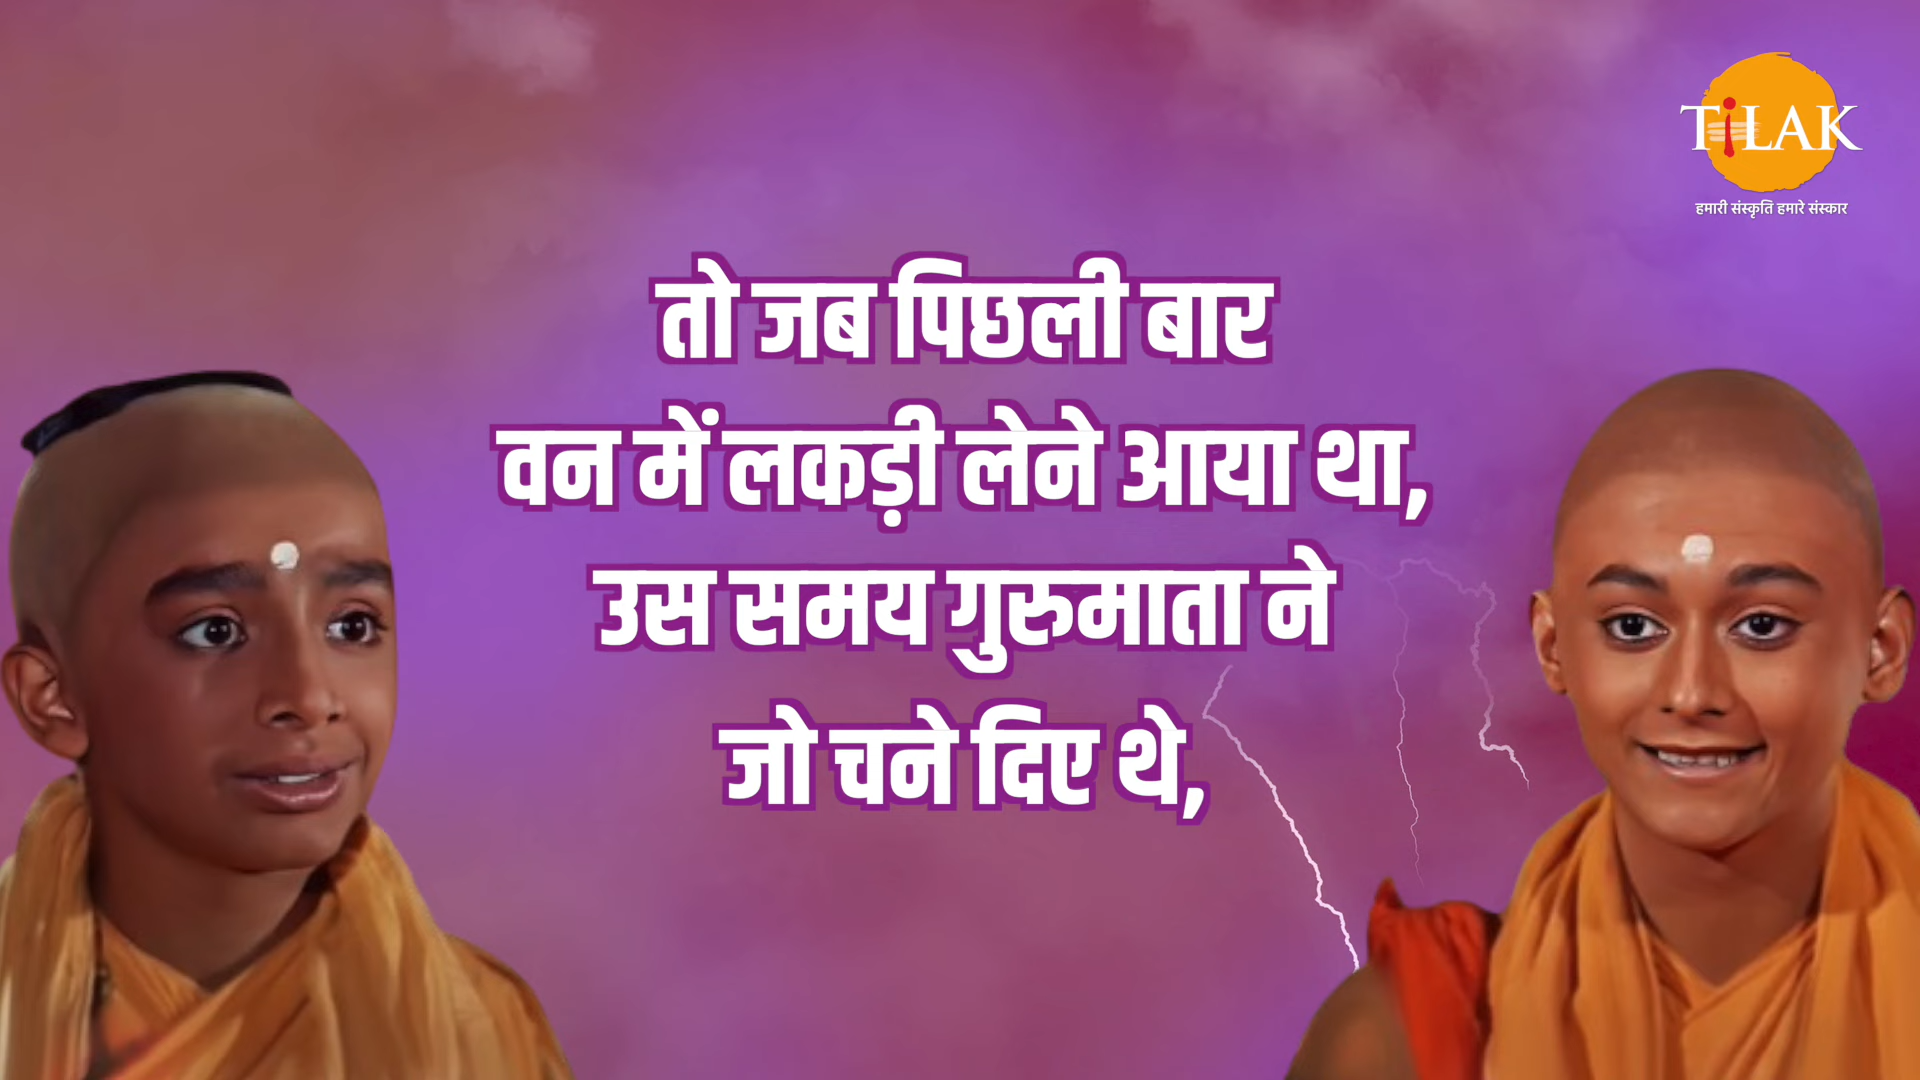 TiLAK
हमारी संस्कृति हमारे संस्कार
तो जब पिछली बार
वन में लकड़ी लेने आया था,
उस समय गुरुमाता ने
जो चने दिए थे,